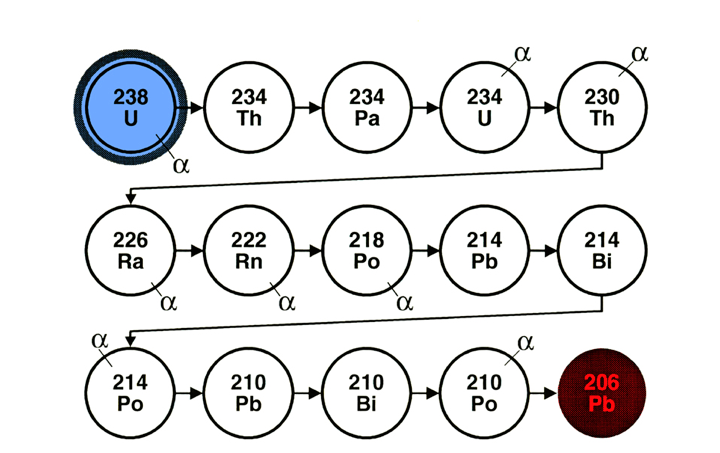 α α
238 234 234 234 230
U Th Pa U Th
α
226 222 218 214 214
Ra Rn Po Pb Bi
α α α
α α
214 210 210 210 206
Po Pb Bi Po Pb